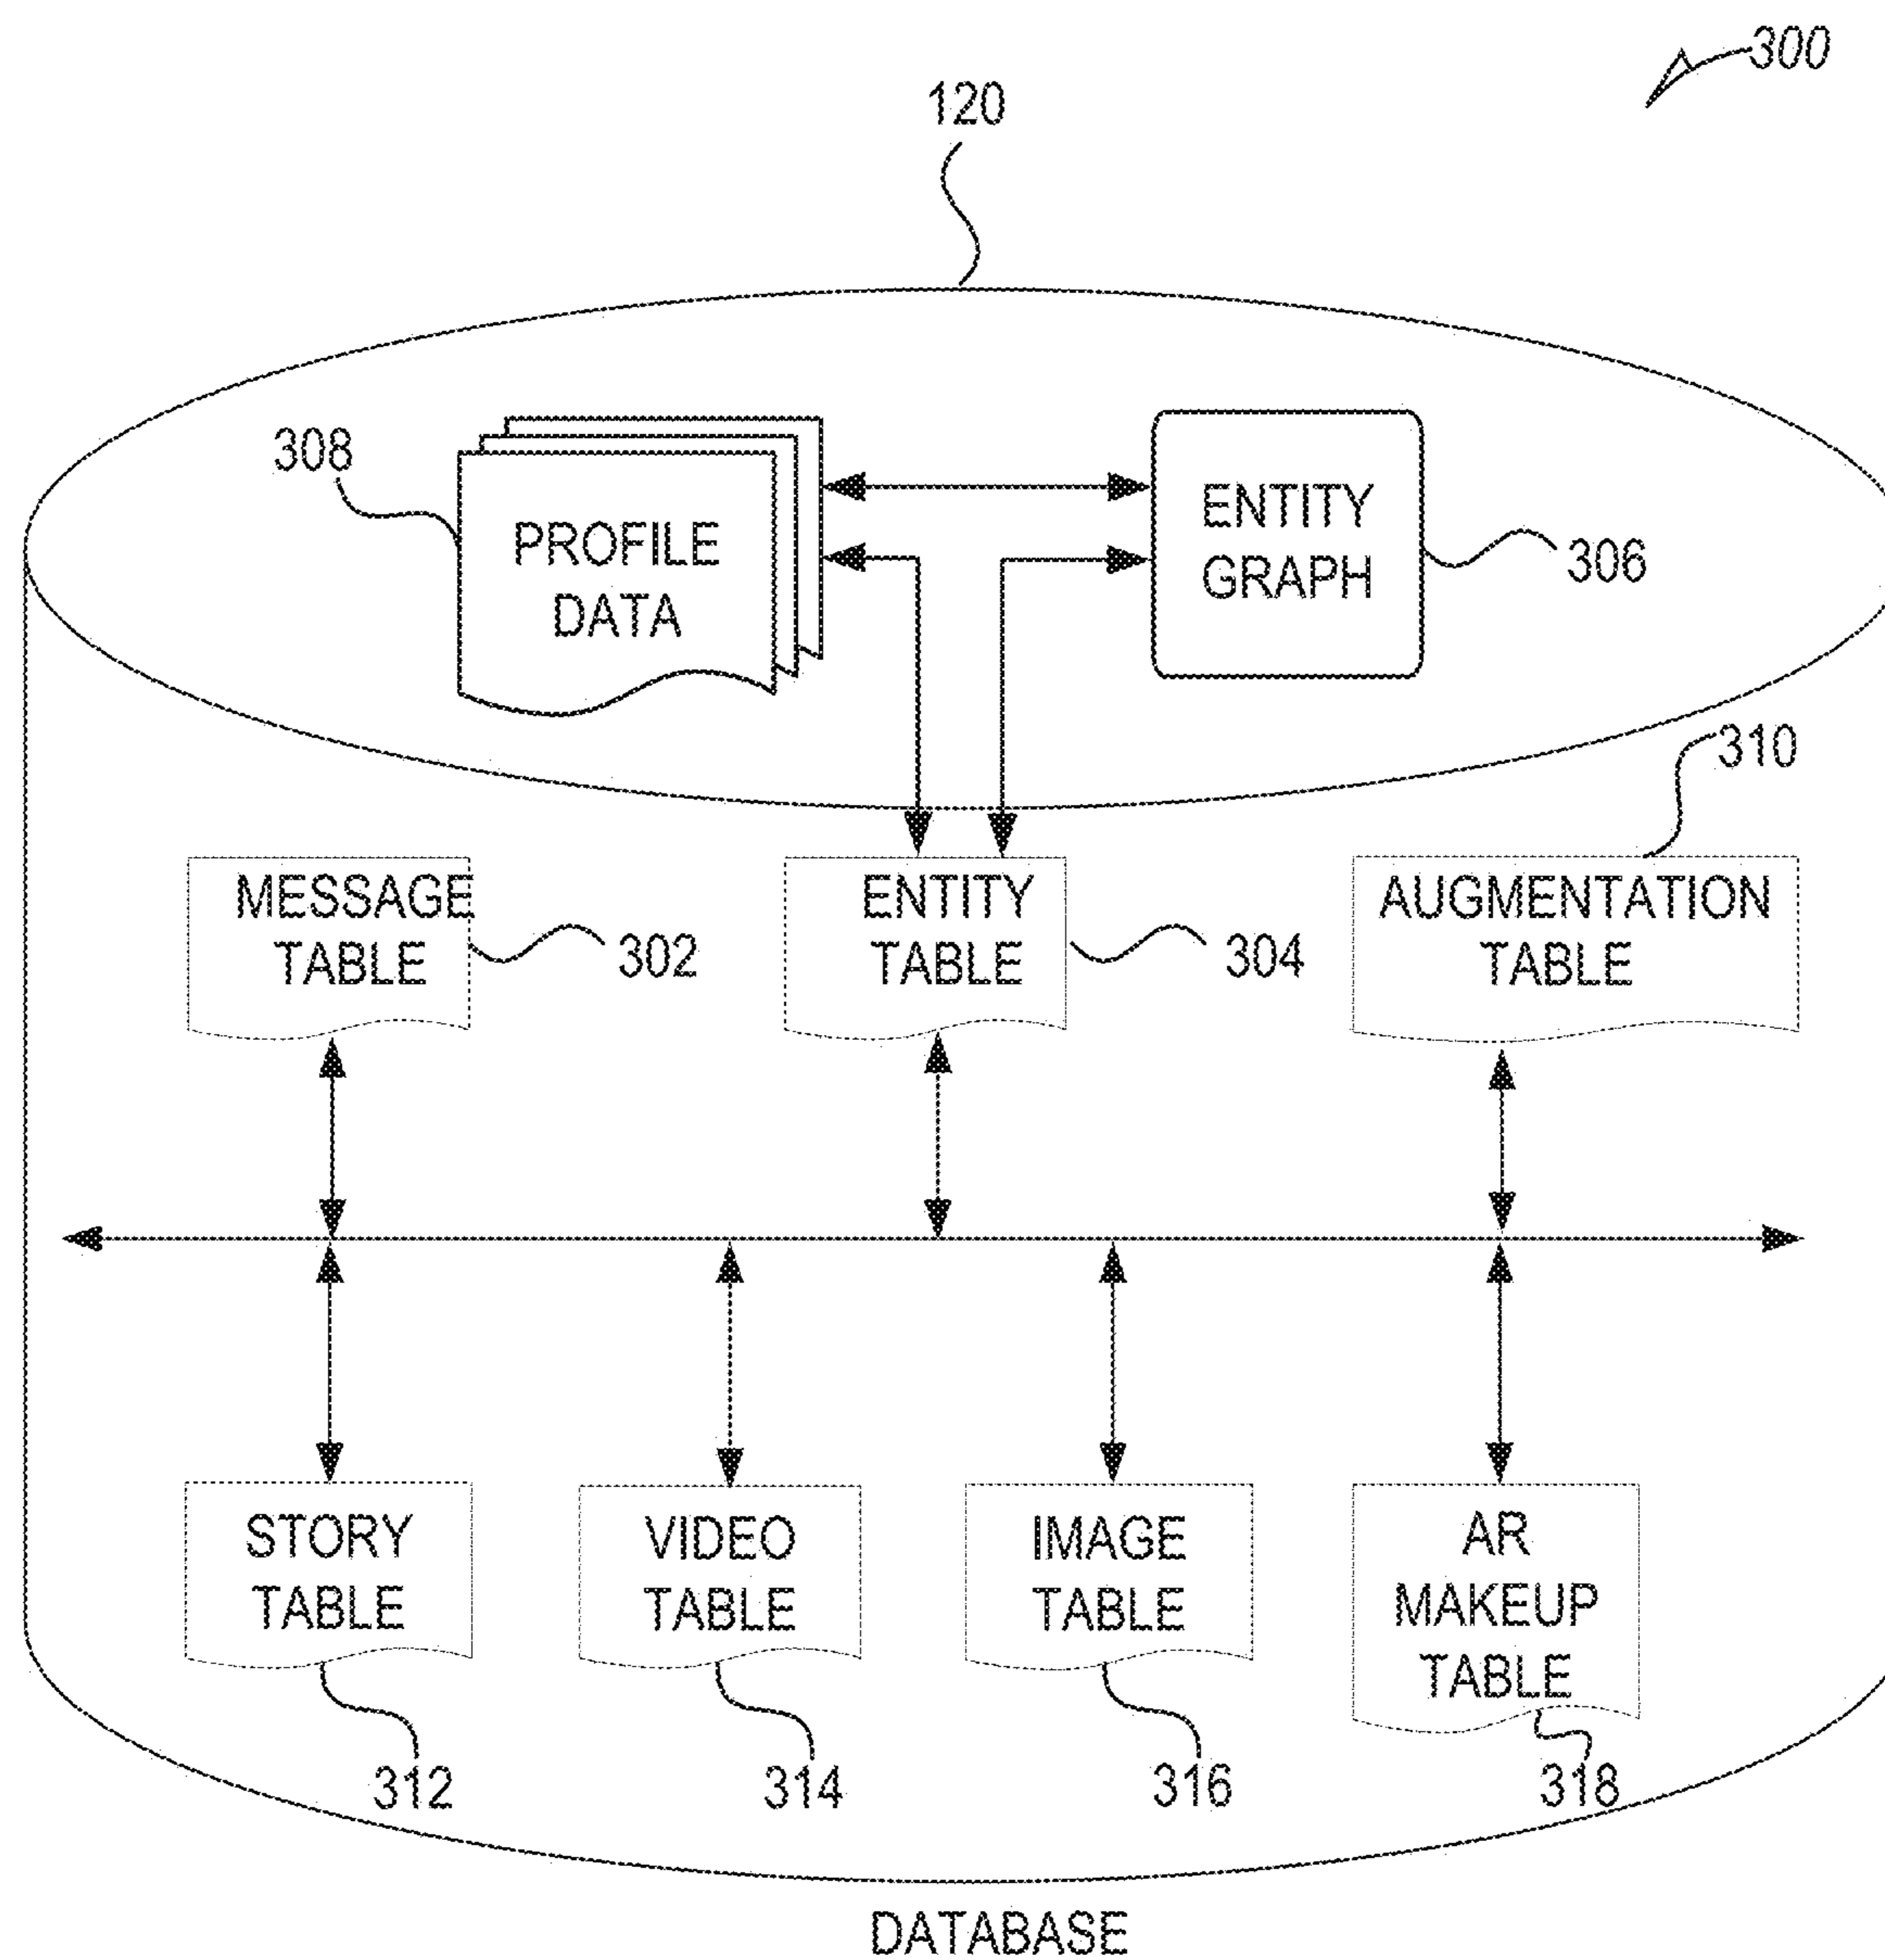 300
120
308
PROFILE
DATA
ENTITY
GRAPH
306
310
MESSAGE
TABLE
302
ENTITY
TABLE
304
AUGMENTATION
TABLE
STORY
TABLE
VIDEO
TABLE
IMAGE
TABLE
AR
MAKEUP
TABLE
312
314
316
318
DATABASE